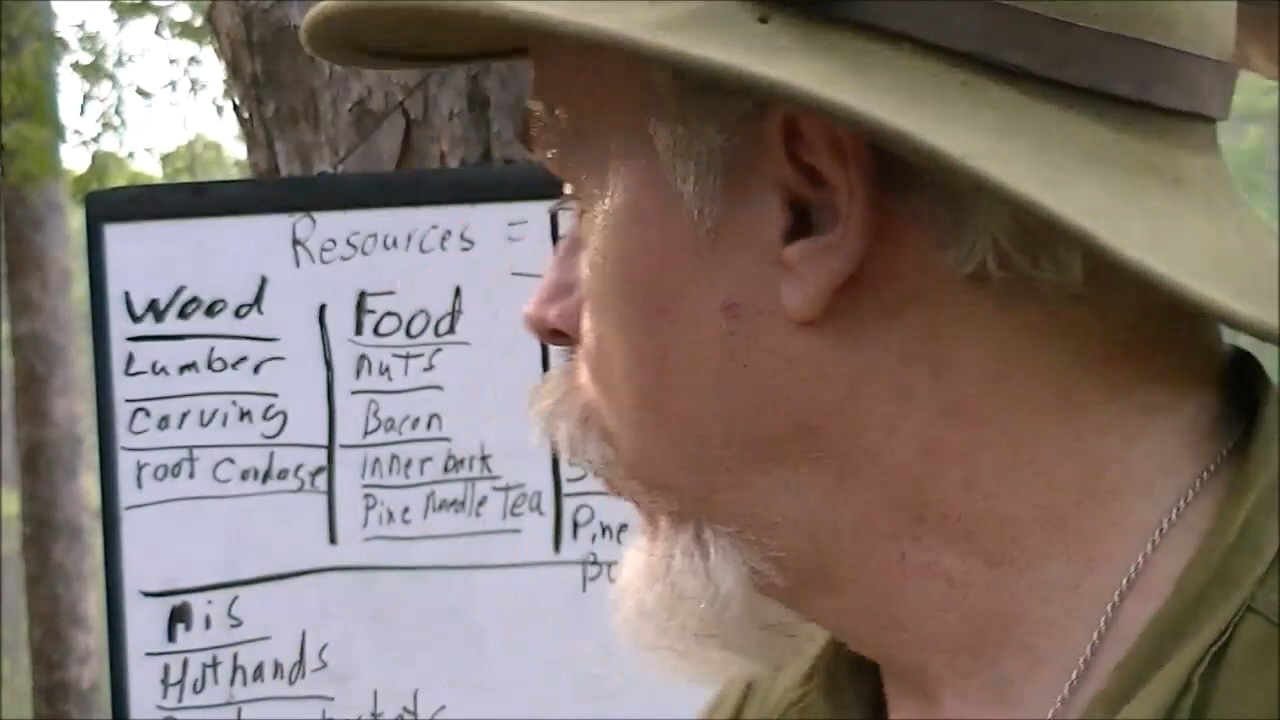 Resources =
Wood
Lumber
Carving
root Cordage
Food
nuts
Bacon
inner bark
Pine Needle Tea
Pine
Mis
Hothands